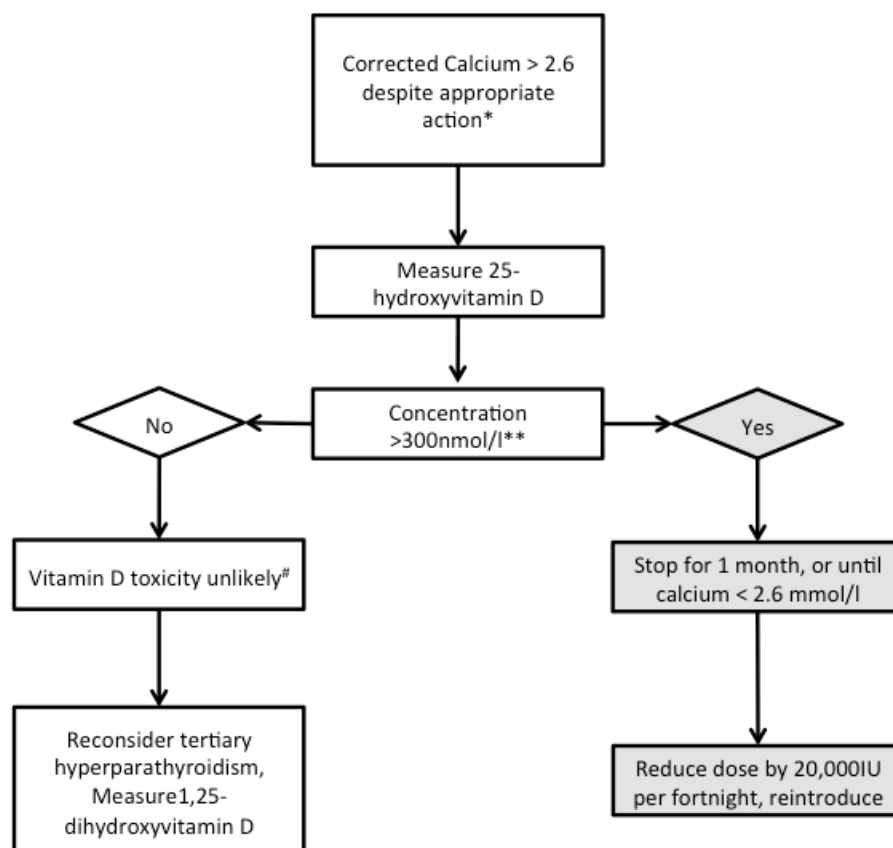 Corrected Calcium > 2.6
despite appropriate
action*
Measure 25-
hydroxyvitamin D
Concentration
>300nmol/l**
No
Yes
Vitamin D toxicity unlikely#
Stop for 1 month, or until
calcium < 2.6 mmol/l
Reconsider tertiary
hyperparathyroidism,
Measure1,25-
dihydroxyvitamin D
Reduce dose by 20,000IU
per fortnight, reintroduce